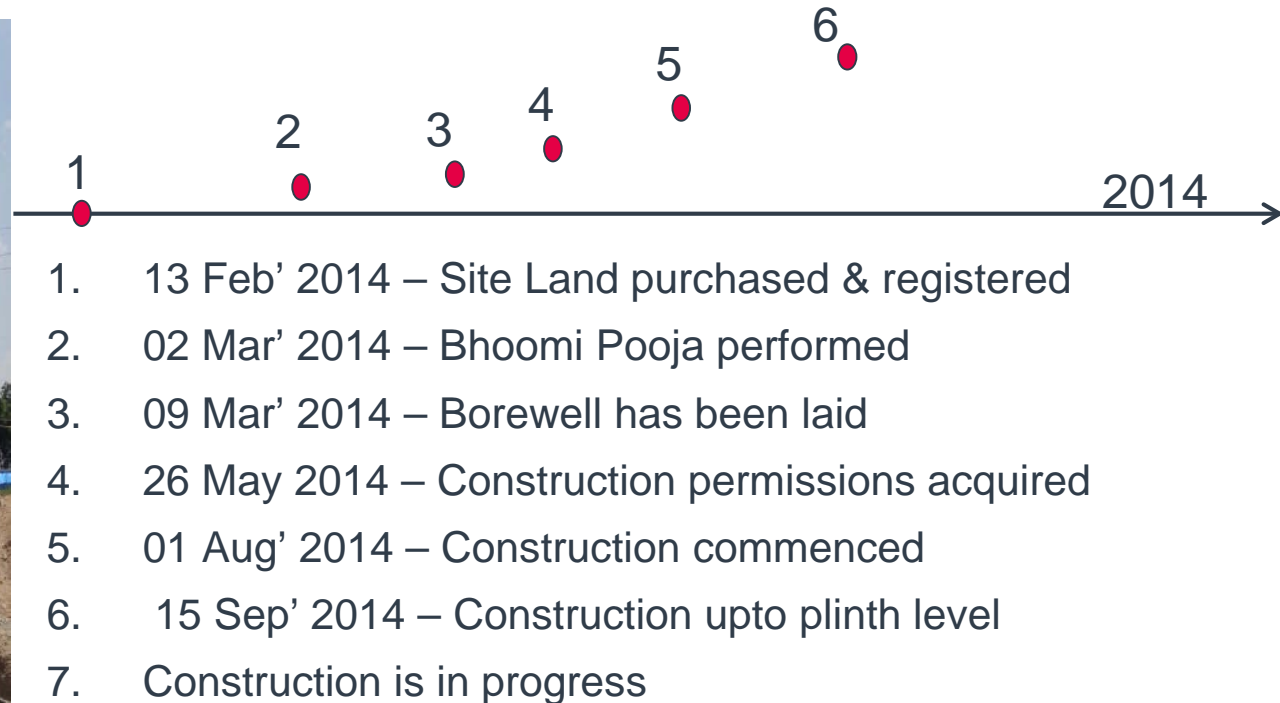 6
5
4
3
2
1
2014
1. 13 Feb’ 2014 – Site Land purchased & registered
2. 02 Mar’ 2014 – Bhoomi Pooja performed
3. 09 Mar’ 2014 – Borewell has been laid
4. 26 May 2014 – Construction permissions acquired
5. 01 Aug’ 2014 – Construction commenced
6. 15 Sep’ 2014 – Construction upto plinth level
7. Construction is in progress